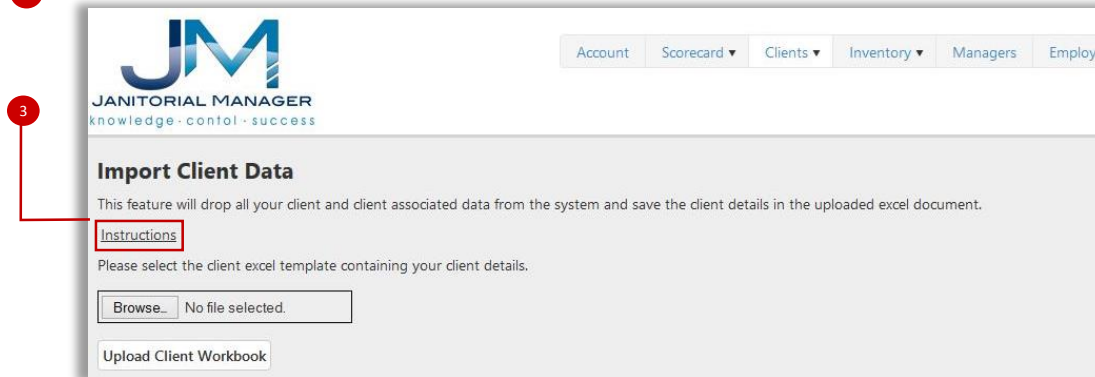 JM
Account Scorecard ▼ Clients ▼ Inventory ▼ Managers Employ
JANITORIAL MANAGER
knowledge · contol · success
3
Import Client Data
This feature will drop all your client and client associated data from the system and save the client details in the uploaded excel document.
Instructions
Please select the client excel template containing your client details.
Browse_ No file selected.
Upload Client Workbook